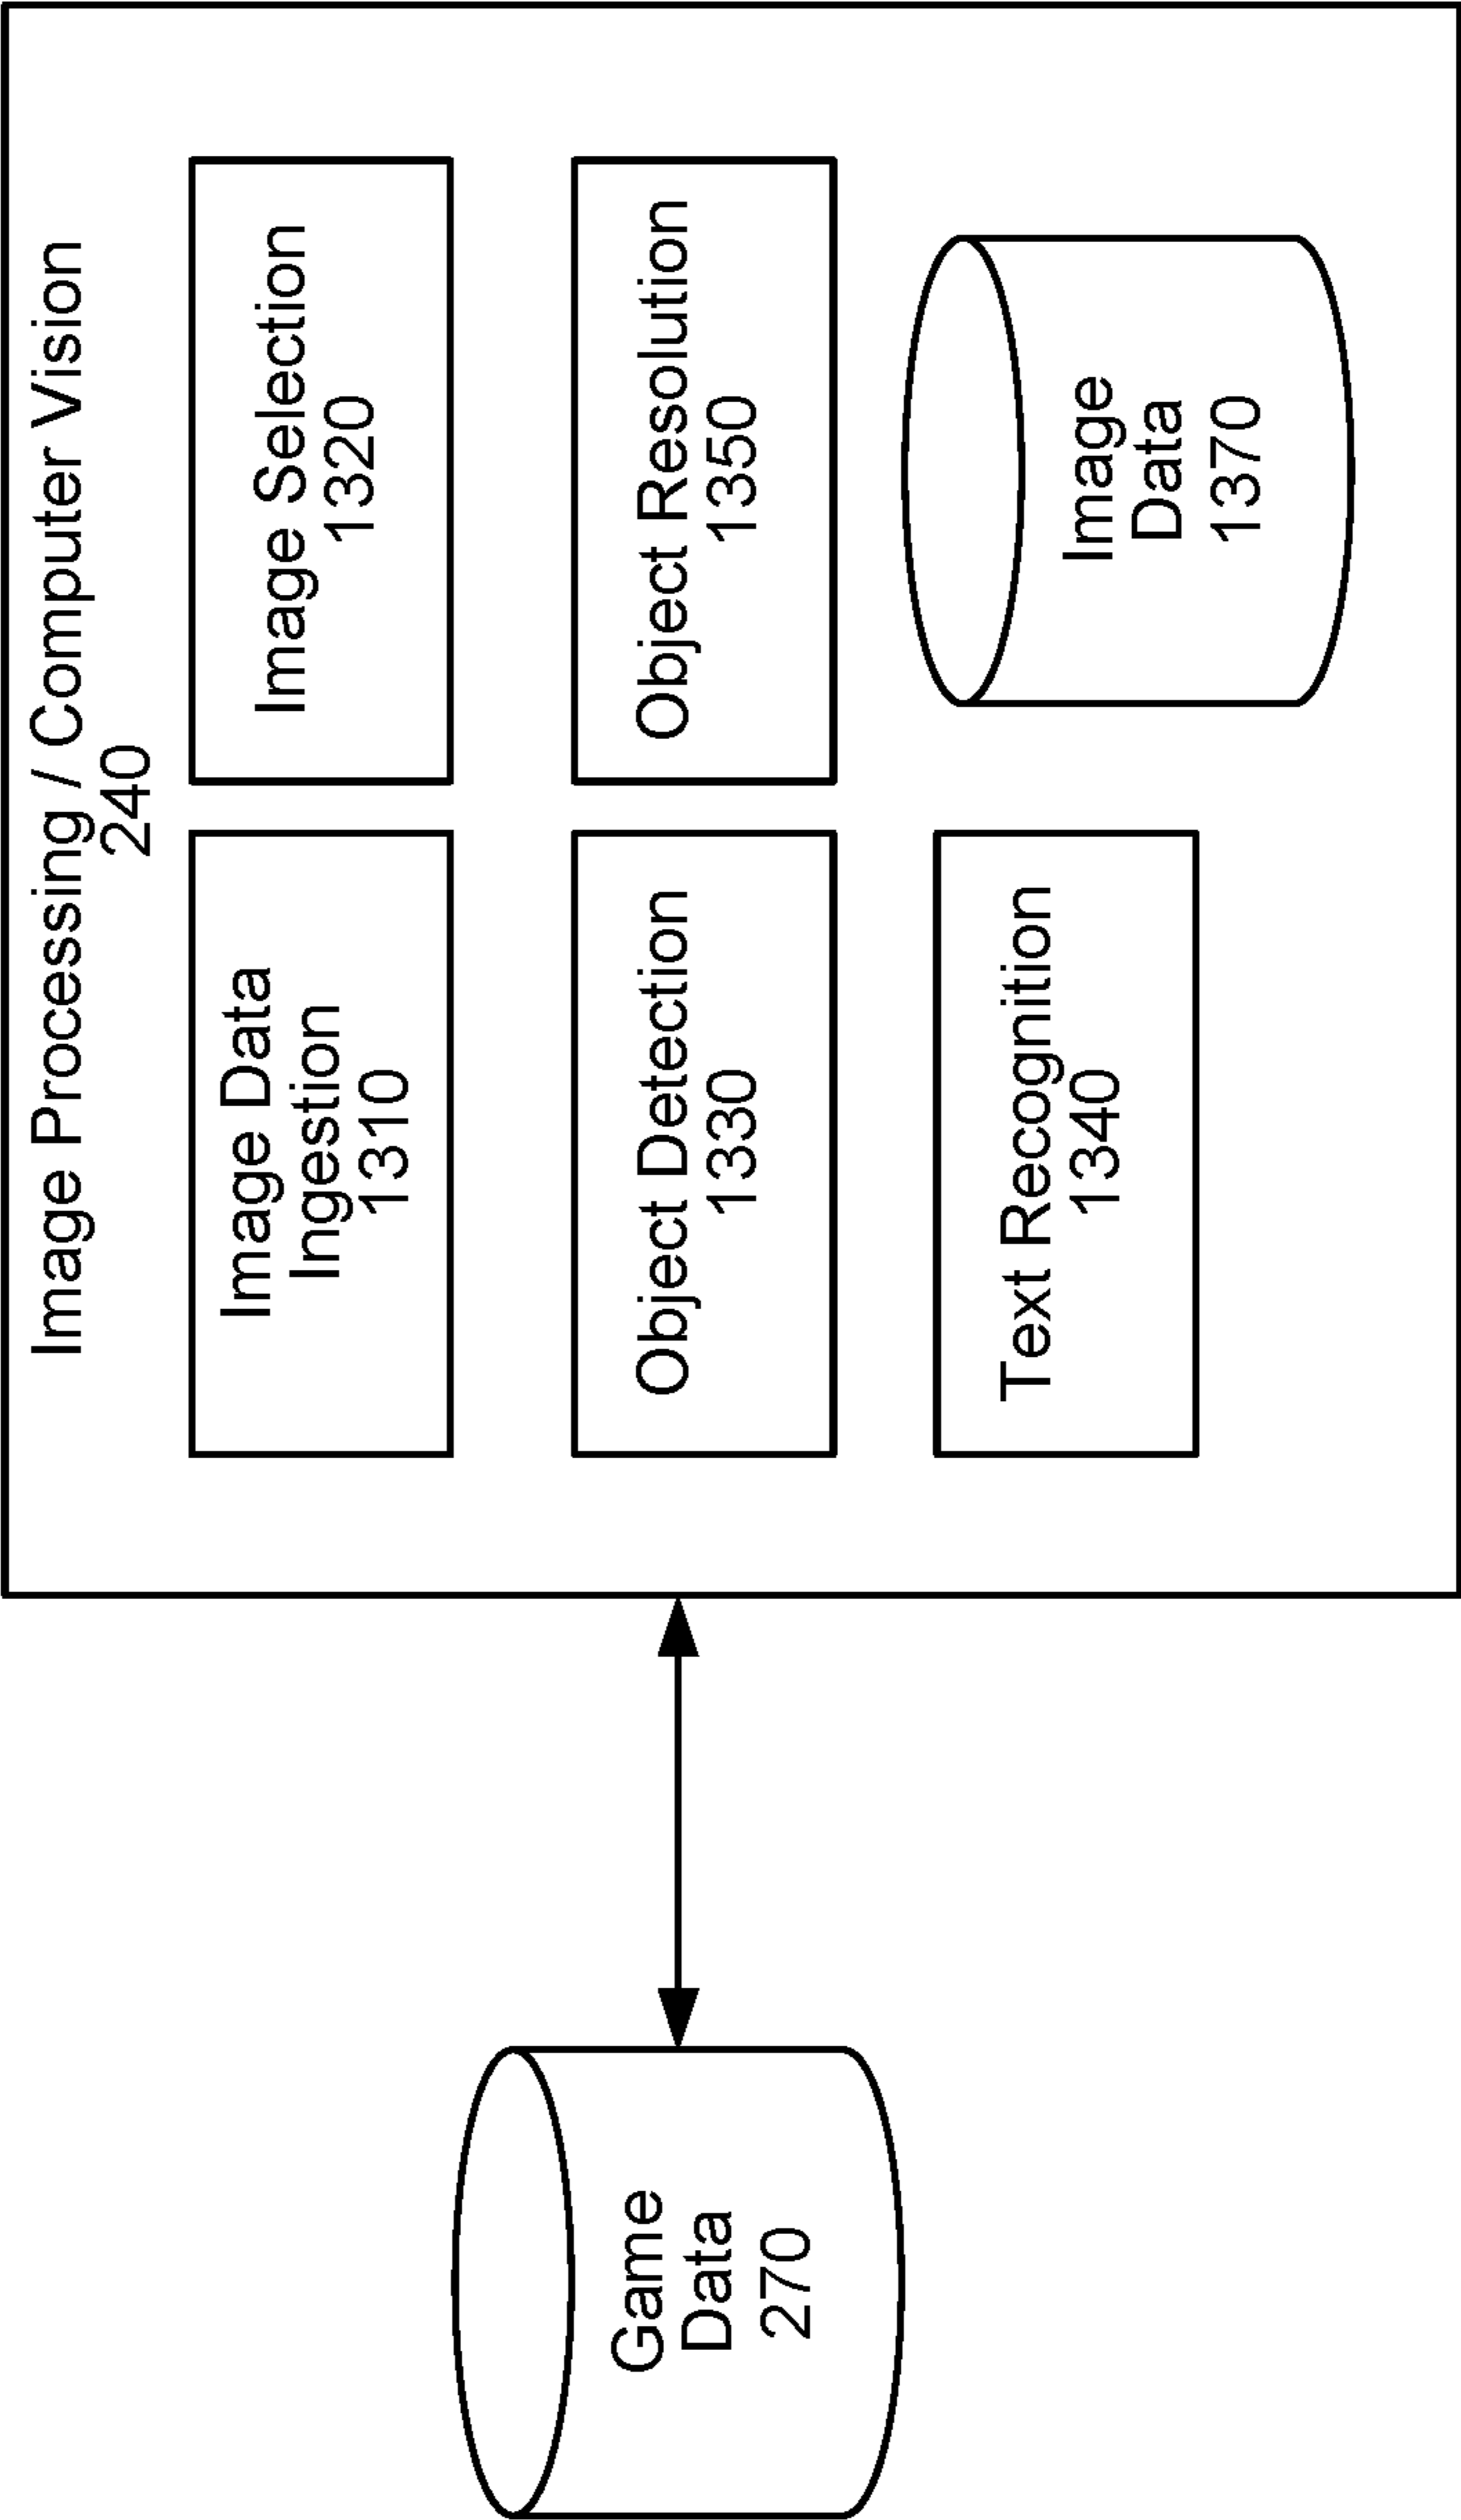 Image Processing / Computer Vision
240
Image Data
Ingestion
1310
Image Selection
1320
Object Detection
1330
Object Resolution
1350
Text Recognition
1340
Image
Data
1370
Game
Data
270